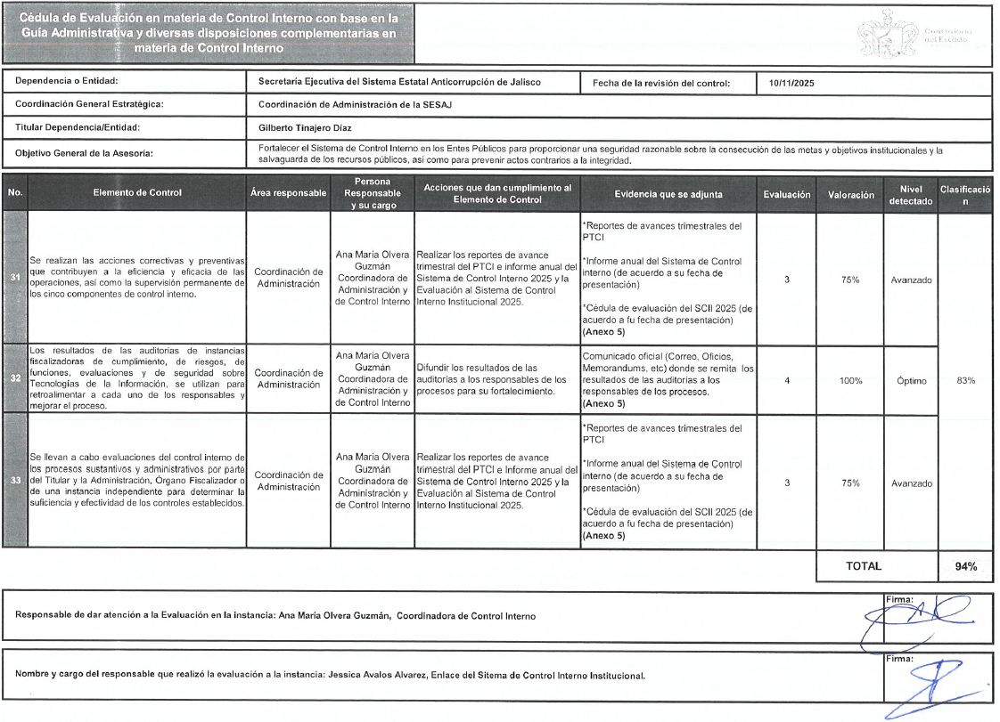 Cédula de Evaluación en materia de Control Interno con base en la
Guía Administrativa y diversas disposiciones complementarias en
materia de Control Interno
Contraloría
del Estado
Dependencia o Entidad:
Secretaría Ejecutiva del Sistema Estatal Anticorrupción de Jalisco
Fecha de la revisión del control:
10/11/2025
Coordinación General Estratégica:
Coordinación de Administración de la SESAJ
Titular Dependencia/Entidad:
Gilberto Tinajero Díaz
Objetivo General de la Asesoría:
Fortalecer el Sistema de Control Interno en los Entes Públicos para proporcionar una seguridad razonable sobre la consecución de las metas y objetivos institucionales y la
salvaguarda de los recursos públicos, así como para prevenir actos contrarios a la integridad.
No.
Elemento de Control
Área responsable
Persona
Responsable
y su cargo
Acciones que dan cumplimiento al
Elemento de Control
Evidencia que se adjunta
Evaluación
Valoración
Nivel
detectado
Clasificació
n
31
Se realizan las acciones correctivas y preventivas
que contribuyen a la eficiencia y eficacia de las
operaciones, así como la supervisión permanente de
los cinco componentes de control interno.
Coordinación de
Administración
Ana María Olvera
Guzmán
Coordinadora de
Administración y
de Control Interno
Realizar los reportes de avance
trimestral del PTCI e informe anual del
Sistema de Control Interno 2025 y la
Evaluación al Sistema de Control
Interno Institucional 2025.
*Reportes de avances trimestrales del
PTCI
*Informe anual del Sistema de Control
interno (de acuerdo a su fecha de
presentación)
*Cédula de evaluación del SCII 2025 (de
acuerdo a fu fecha de presentación)
(Anexo 5)
3
75%
Avanzado
32
Los resultados de las auditorias de instancias
fiscalizadoras de cumplimiento, de riesgos, de
funciones, evaluaciones y de seguridad sobre
Tecnologías de la Información, se utilizan para
retroalimentar a cada uno de los responsables y
mejorar el proceso.
Coordinación de
Administración
Ana María Olvera
Guzmán
Coordinadora de
Administración y
de Control Interno
Difundir los resultados de las
auditorías a los responsables de los
procesos para su fortalecimiento.
Comunicado oficial (Correo, Oficios,
Memorandums, etc) donde se remita los
resultados de las auditorías a los
responsables de los procesos.
(Anexo 5)
4
100%
Óptimo
83%
33
Se llevan a cabo evaluaciones del control interno de
los procesos sustantivos y administrativos por parte
del Titular y la Administración, Órgano Fiscalizador o
de una instancia independiente para determinar la
suficiencia y efectividad de los controles establecidos.
Coordinación de
Administración
Ana María Olvera
Guzmán
Coordinadora de
Administración y
de Control Interno
Realizar los reportes de avance
trimestral del PTCI e Informe anual del
Sistema de Control Interno 2025 y la
Evaluación al Sistema de Control
Interno Institucional 2025.
*Reportes de avances trimestrales del
PTCI
*Informe anual del Sistema de Control
interno (de acuerdo a su fecha de
presentación)
*Cédula de evaluación del SCII 2025 (de
acuerdo a fu fecha de presentación)
(Anexo 5)
3
75%
Avanzado
TOTAL
94%
Responsable de dar atención a la Evaluación en la instancia: Ana María Olvera Guzmán, Coordinadora de Control Interno
Firma:
Nombre y cargo del responsable que realizó la evaluación a la instancia: Jessica Avalos Alvarez, Enlace del Sitema de Control Interno Institucional.
Firma: